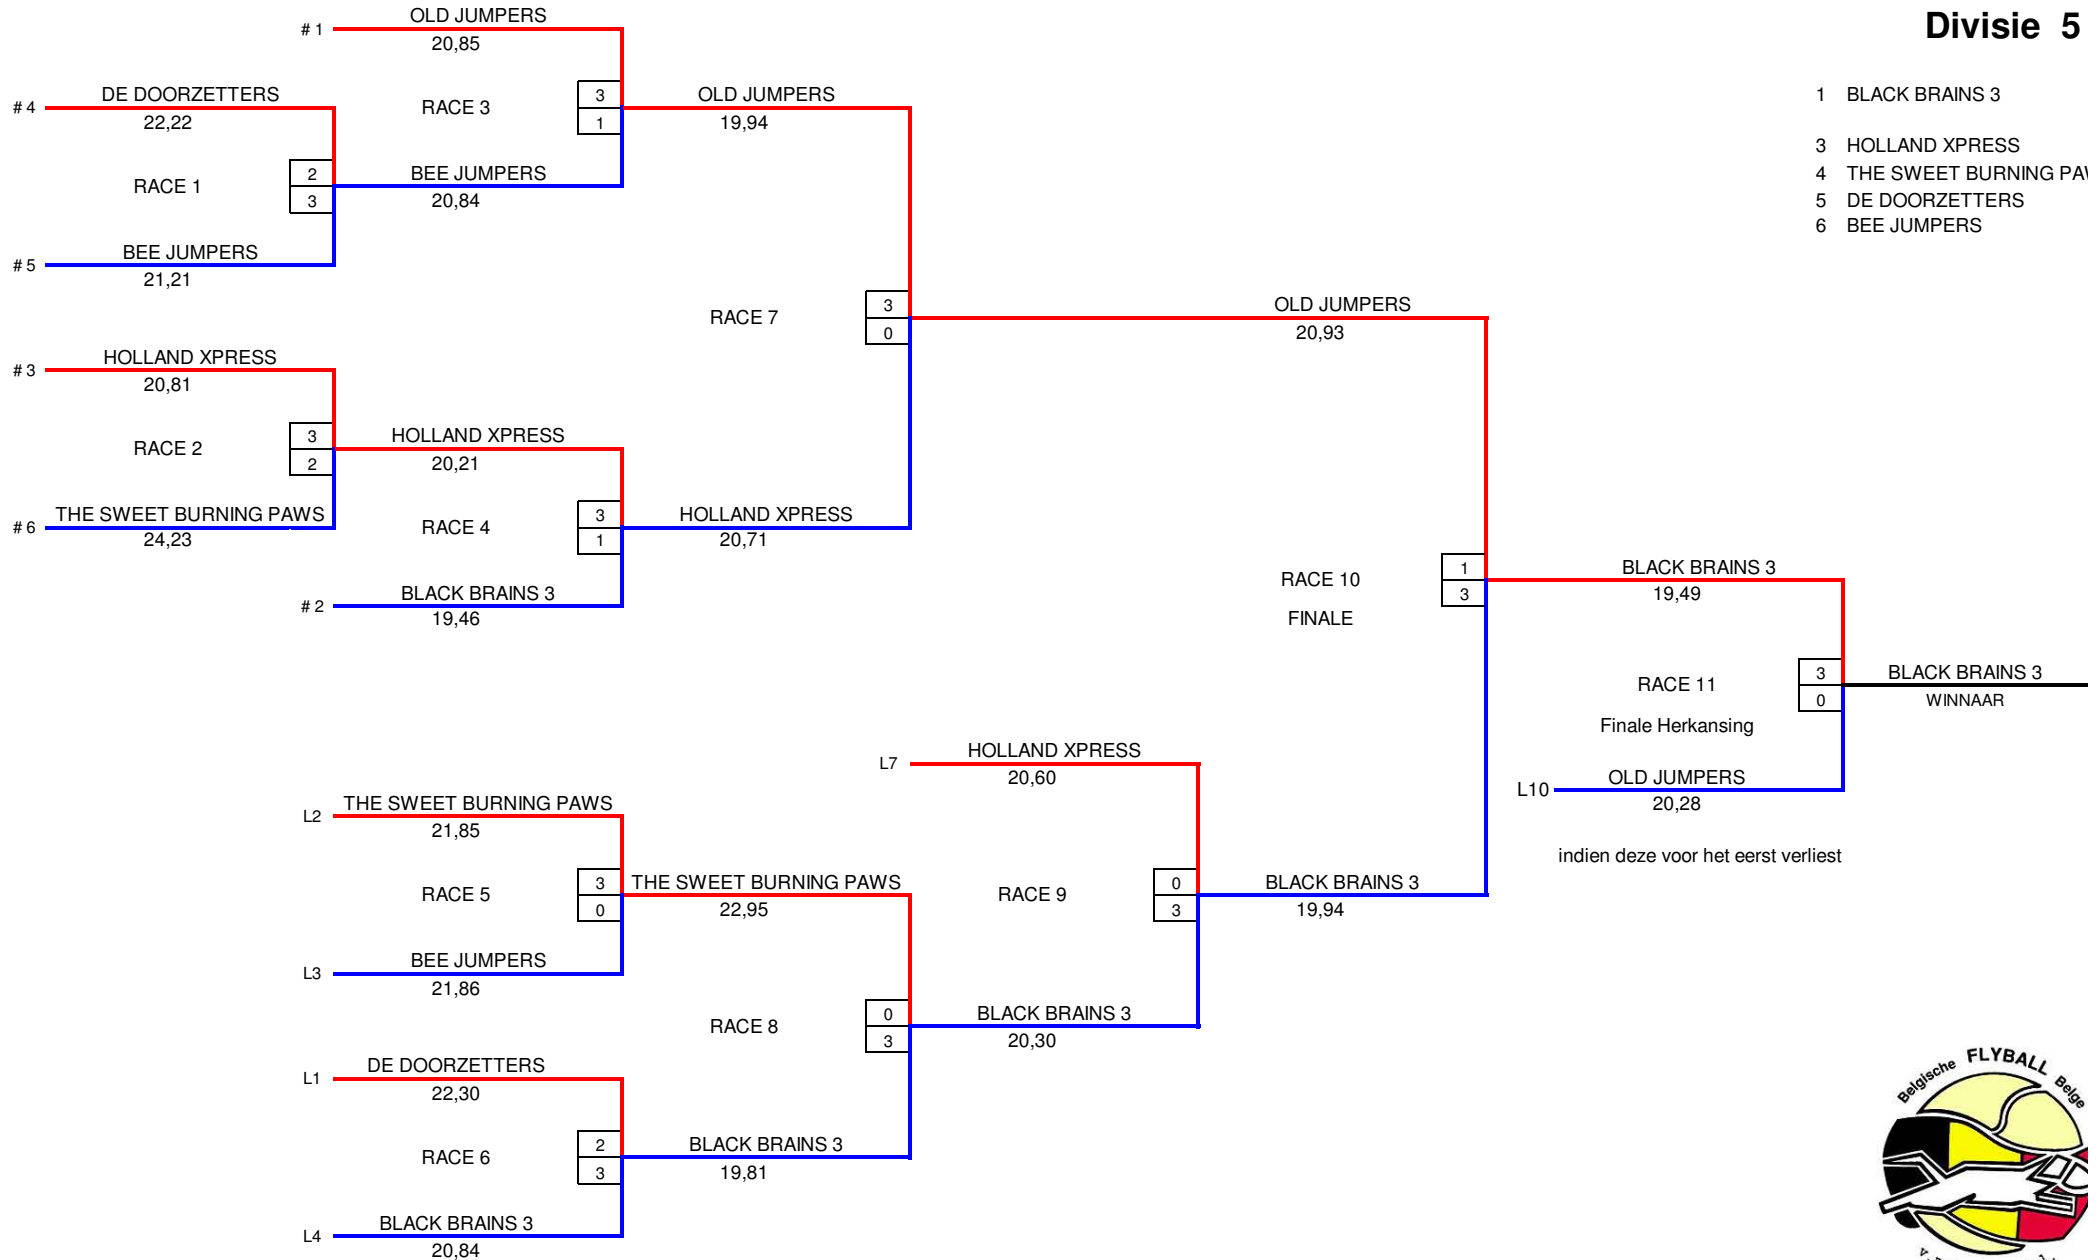 Divisie 5
# 1 OLD JUMPERS
20,85
# 4 DE DOORZETTERS
22,22
RACE 1
2
3
# 5 BEE JUMPERS
21,21
RACE 3
3
1
BEE JUMPERS
20,84
OLD JUMPERS
19,94
# 3 HOLLAND XPRESS
20,81
RACE 2
3
2
# 6 THE SWEET BURNING PAWS
24,23
HOLLAND XPRESS
20,21
RACE 4
3
1
# 2 BLACK BRAINS 3
19,46
HOLLAND XPRESS
20,71
RACE 7
3
0
OLD JUMPERS
20,93
1 BLACK BRAINS 3
3 HOLLAND XPRESS
4 THE SWEET BURNING
5 DE DOORZETTERS
6 BEE JUMPERS
RACE 10
FINALE
1
3
BLACK BRAINS 3
19,49
RACE 11
Finale Herkansing
3
0
BLACK BRAINS 3
WINNAAR
L10 OLD JUMPERS
20,28
indien deze voor het eerst verliest
L7 HOLLAND XPRESS
20,60
RACE 9
0
3
BLACK BRAINS 3
19,94
L2 THE SWEET BURNING PAWS
21,85
RACE 5
3
0
L3 BEE JUMPERS
21,86
THE SWEET BURNING PAWS
22,95
RACE 8
0
3
BLACK BRAINS 3
20,30
L1 DE DOORZETTERS
22,30
RACE 6
2
3
L4 BLACK BRAINS 3
20,84
BLACK BRAINS 3
19,81
Belgische FLYBALL Belge